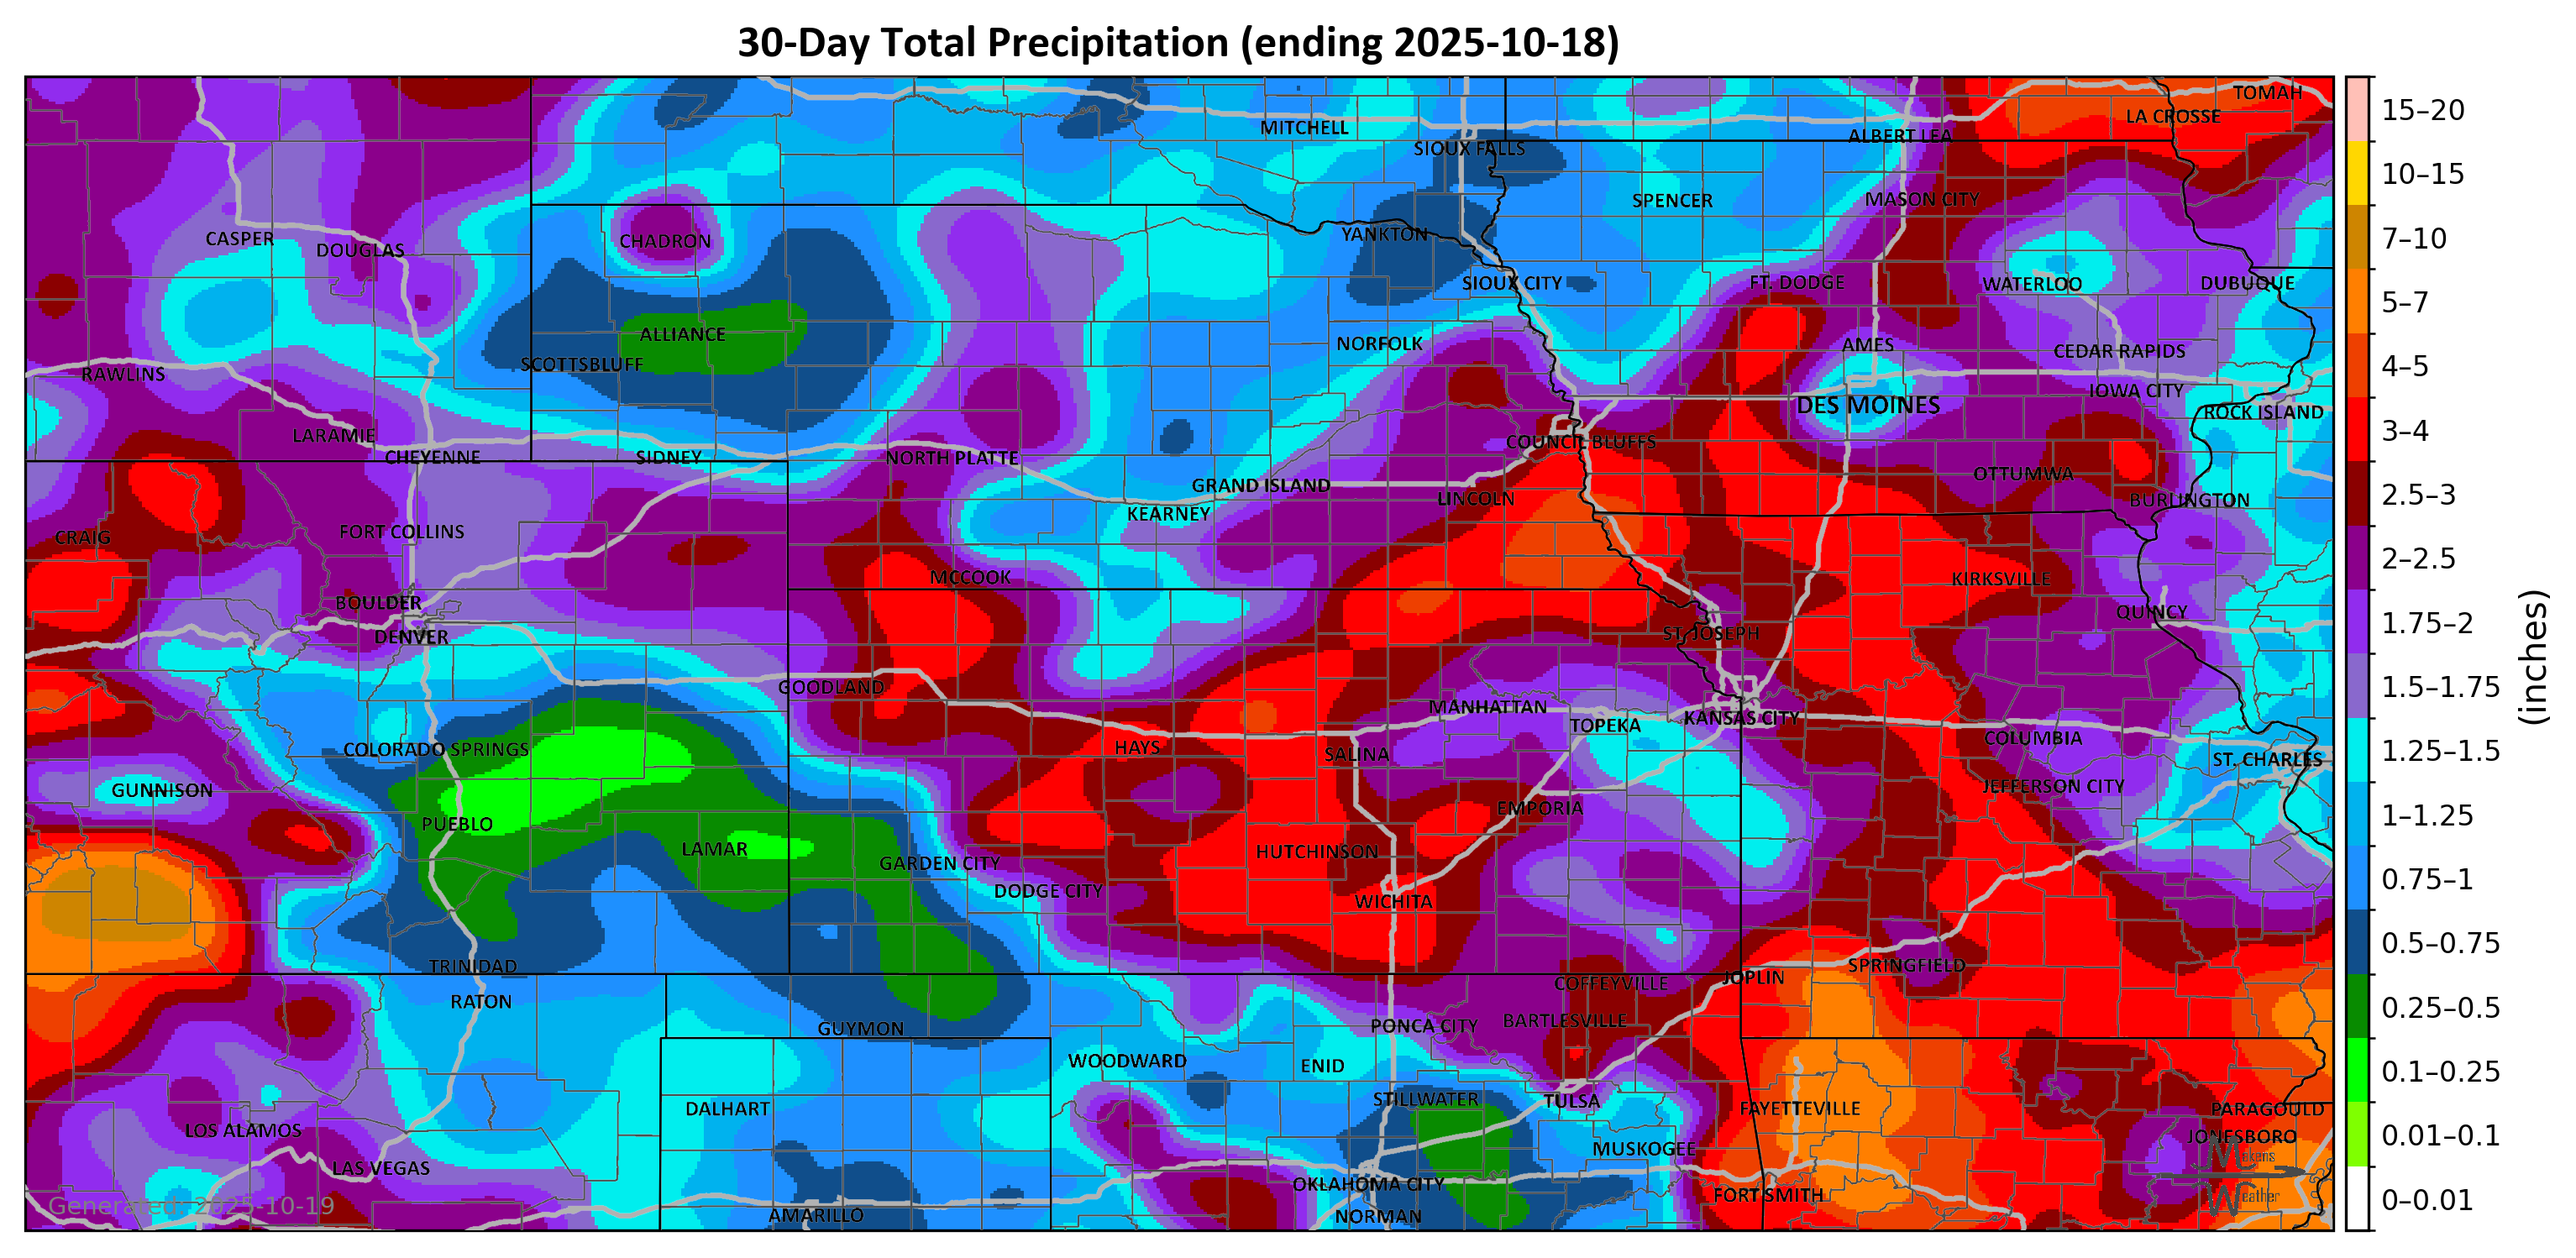 30-Day Total Precipitation (ending 2025-10-18)
TOMAH
LA CROSSE
MITCHELL
ALBERT LEA
SIOUX FALLS
SPENCER
MASON CITY
CASPER
DOUGLAS
CHADRON
YANKTON
SIOUX CITY
FT. DODGE
WATERLOO
DUBUQUE
ALLIANCE
SCOTTSBLUFF
NORFOLK
AMES
CEDAR RAPIDS
RAWLINS
IOWA CITY
DES MOINES
ROCK ISLAND
LARAMIE
CHEYENNE
SIDNEY
NORTH PLATTE
COUNCIL BLUFFS
OTTUMWA
GRAND ISLAND
LINCOLN
BURLINGTON
CRAIG
FORT COLLINS
KEARNEY
MCCOOK
KIRKSVILLE
BOULDER
DENVER
QUINCY
ST. JOSEPH
GOODLAND
MANHATTAN
TOPEKA
KANSAS CITY
COLORADO SPRINGS
HAYS
SALINA
COLUMBIA
ST. CHARLES
GUNNISON
EMPORIA
JEFFERSON CITY
PUEBLO
LAMAR
GARDEN CITY
HUTCHINSON
DODGE CITY
WICHITA
TRINIDAD
RATON
COFFEYVILLE
JOPLIN
SPRINGFIELD
GUYMON
PONCA CITY
BARTLESVILLE
WOODWARD
ENID
DALHART
STILLWATER
TULSA
FAYETTEVILLE
PARAGOULD
LOS ALAMOS
MUSKOGEE
JONESBORO
LAS VEGAS
OKLAHOMA CITY
FORT SMITH
AMARILLO
NORMAN
Generated: 2025-10-19
Mskens
Weather
15–20
10–15
7–10
5–7
4–5
3–4
2.5–3
2–2.5
1.75–2
1.5–1.75
1.25–1.5
1–1.25
0.75–1
0.5–0.75
0.25–0.5
0.1–0.25
0.01–0.1
0–0.01
(inches)